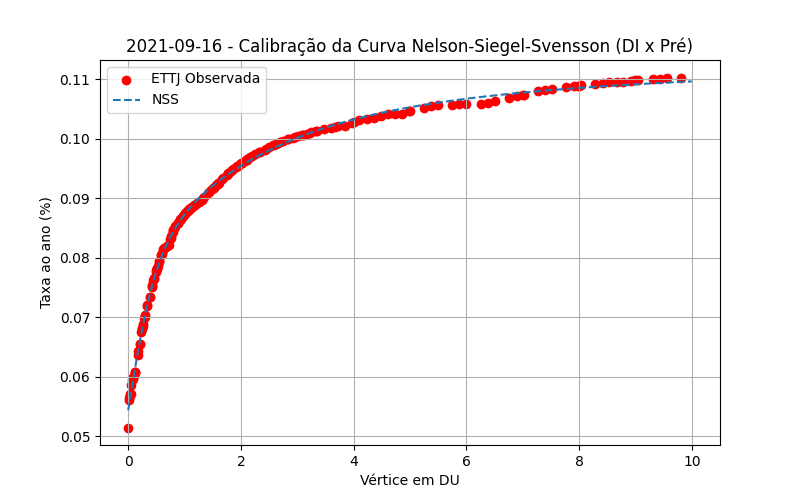 2021-09-16 - Calibração da Curva Nelson-Siegel-Svensson (DI x Pré)
ETTJ Observada
NSS
Taxa ao ano (%)
0.11
0.10
0.09
0.08
0.07
0.06
0.05
0 2 4 6 8 10
Vértice em DU